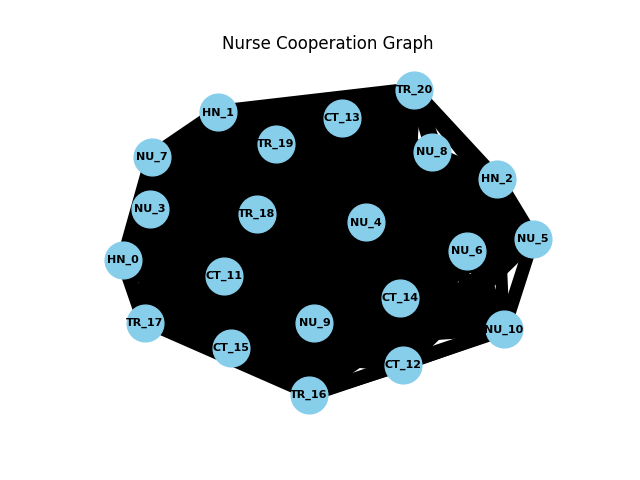 Nurse Cooperation Graph
TR_20
HN_1
CT_13
TR_19
NU_8
NU_7
HN_2
NU_3
TR_18
NU_4
NU_5
NU_6
HN_0
CT_11
CT_14
TR_17
NU_9
NU_10
CT_15
CT_12
TR_16